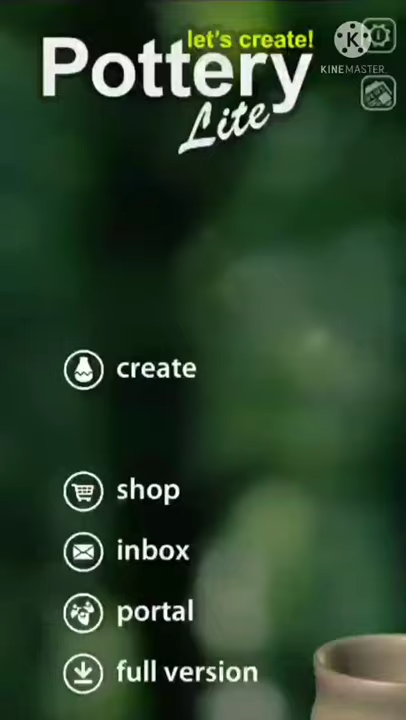 let's create!
Pottery
Lite
KINEMASTER
create
shop
inbox
portal
full version